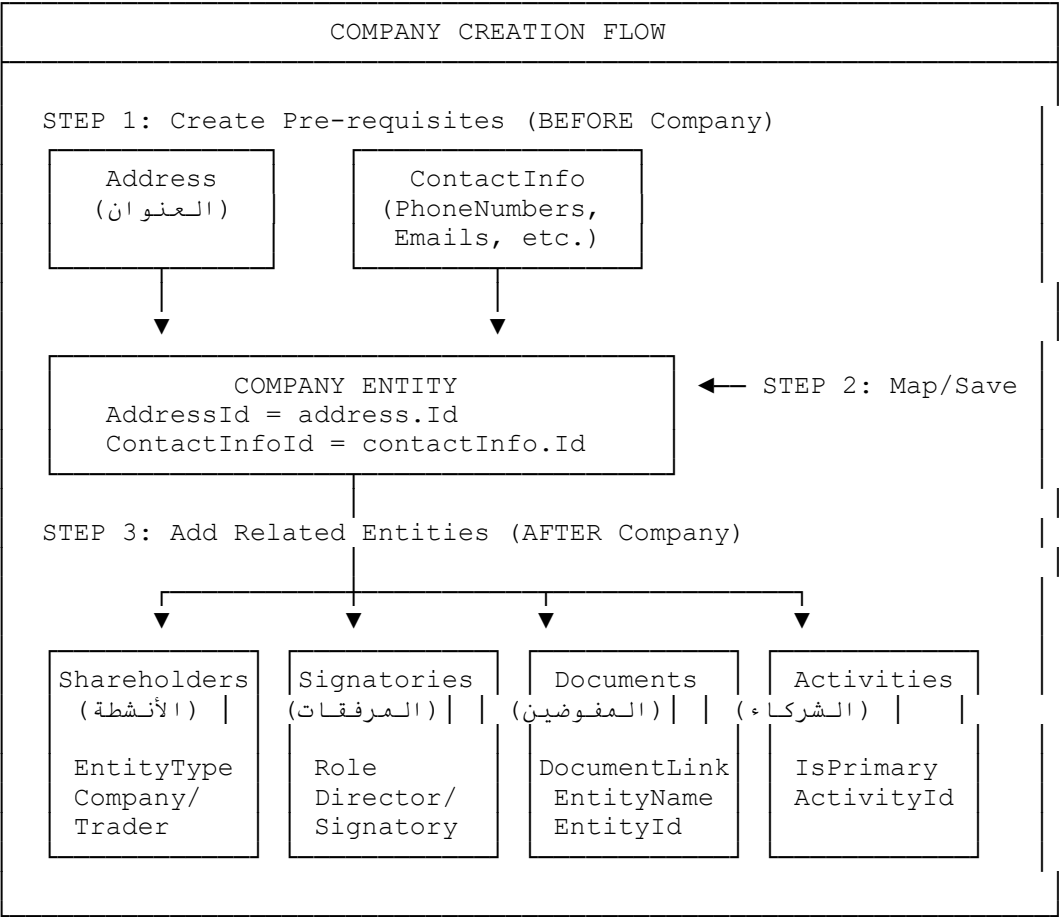 COMPANY CREATION FLOW
STEP 1: Create Pre-requisites (BEFORE Company)
Address ContactInfo
(العنوان) (PhoneNumbers,
Emails, etc.)
COMPANY ENTITY ◄── STEP 2: Map/Save
AddressId = address.Id
ContactInfoId = contactInfo.Id
STEP 3: Add Related Entities (AFTER Company)
Shareholders Signatories Documents Activities
(الأنشطة) (المرفقات) (المفوضين) (الشركاء)
EntityType Role DocumentLink IsPrimary
Company/ Director/ EntityName ActivityId
Trader Signatory EntityId